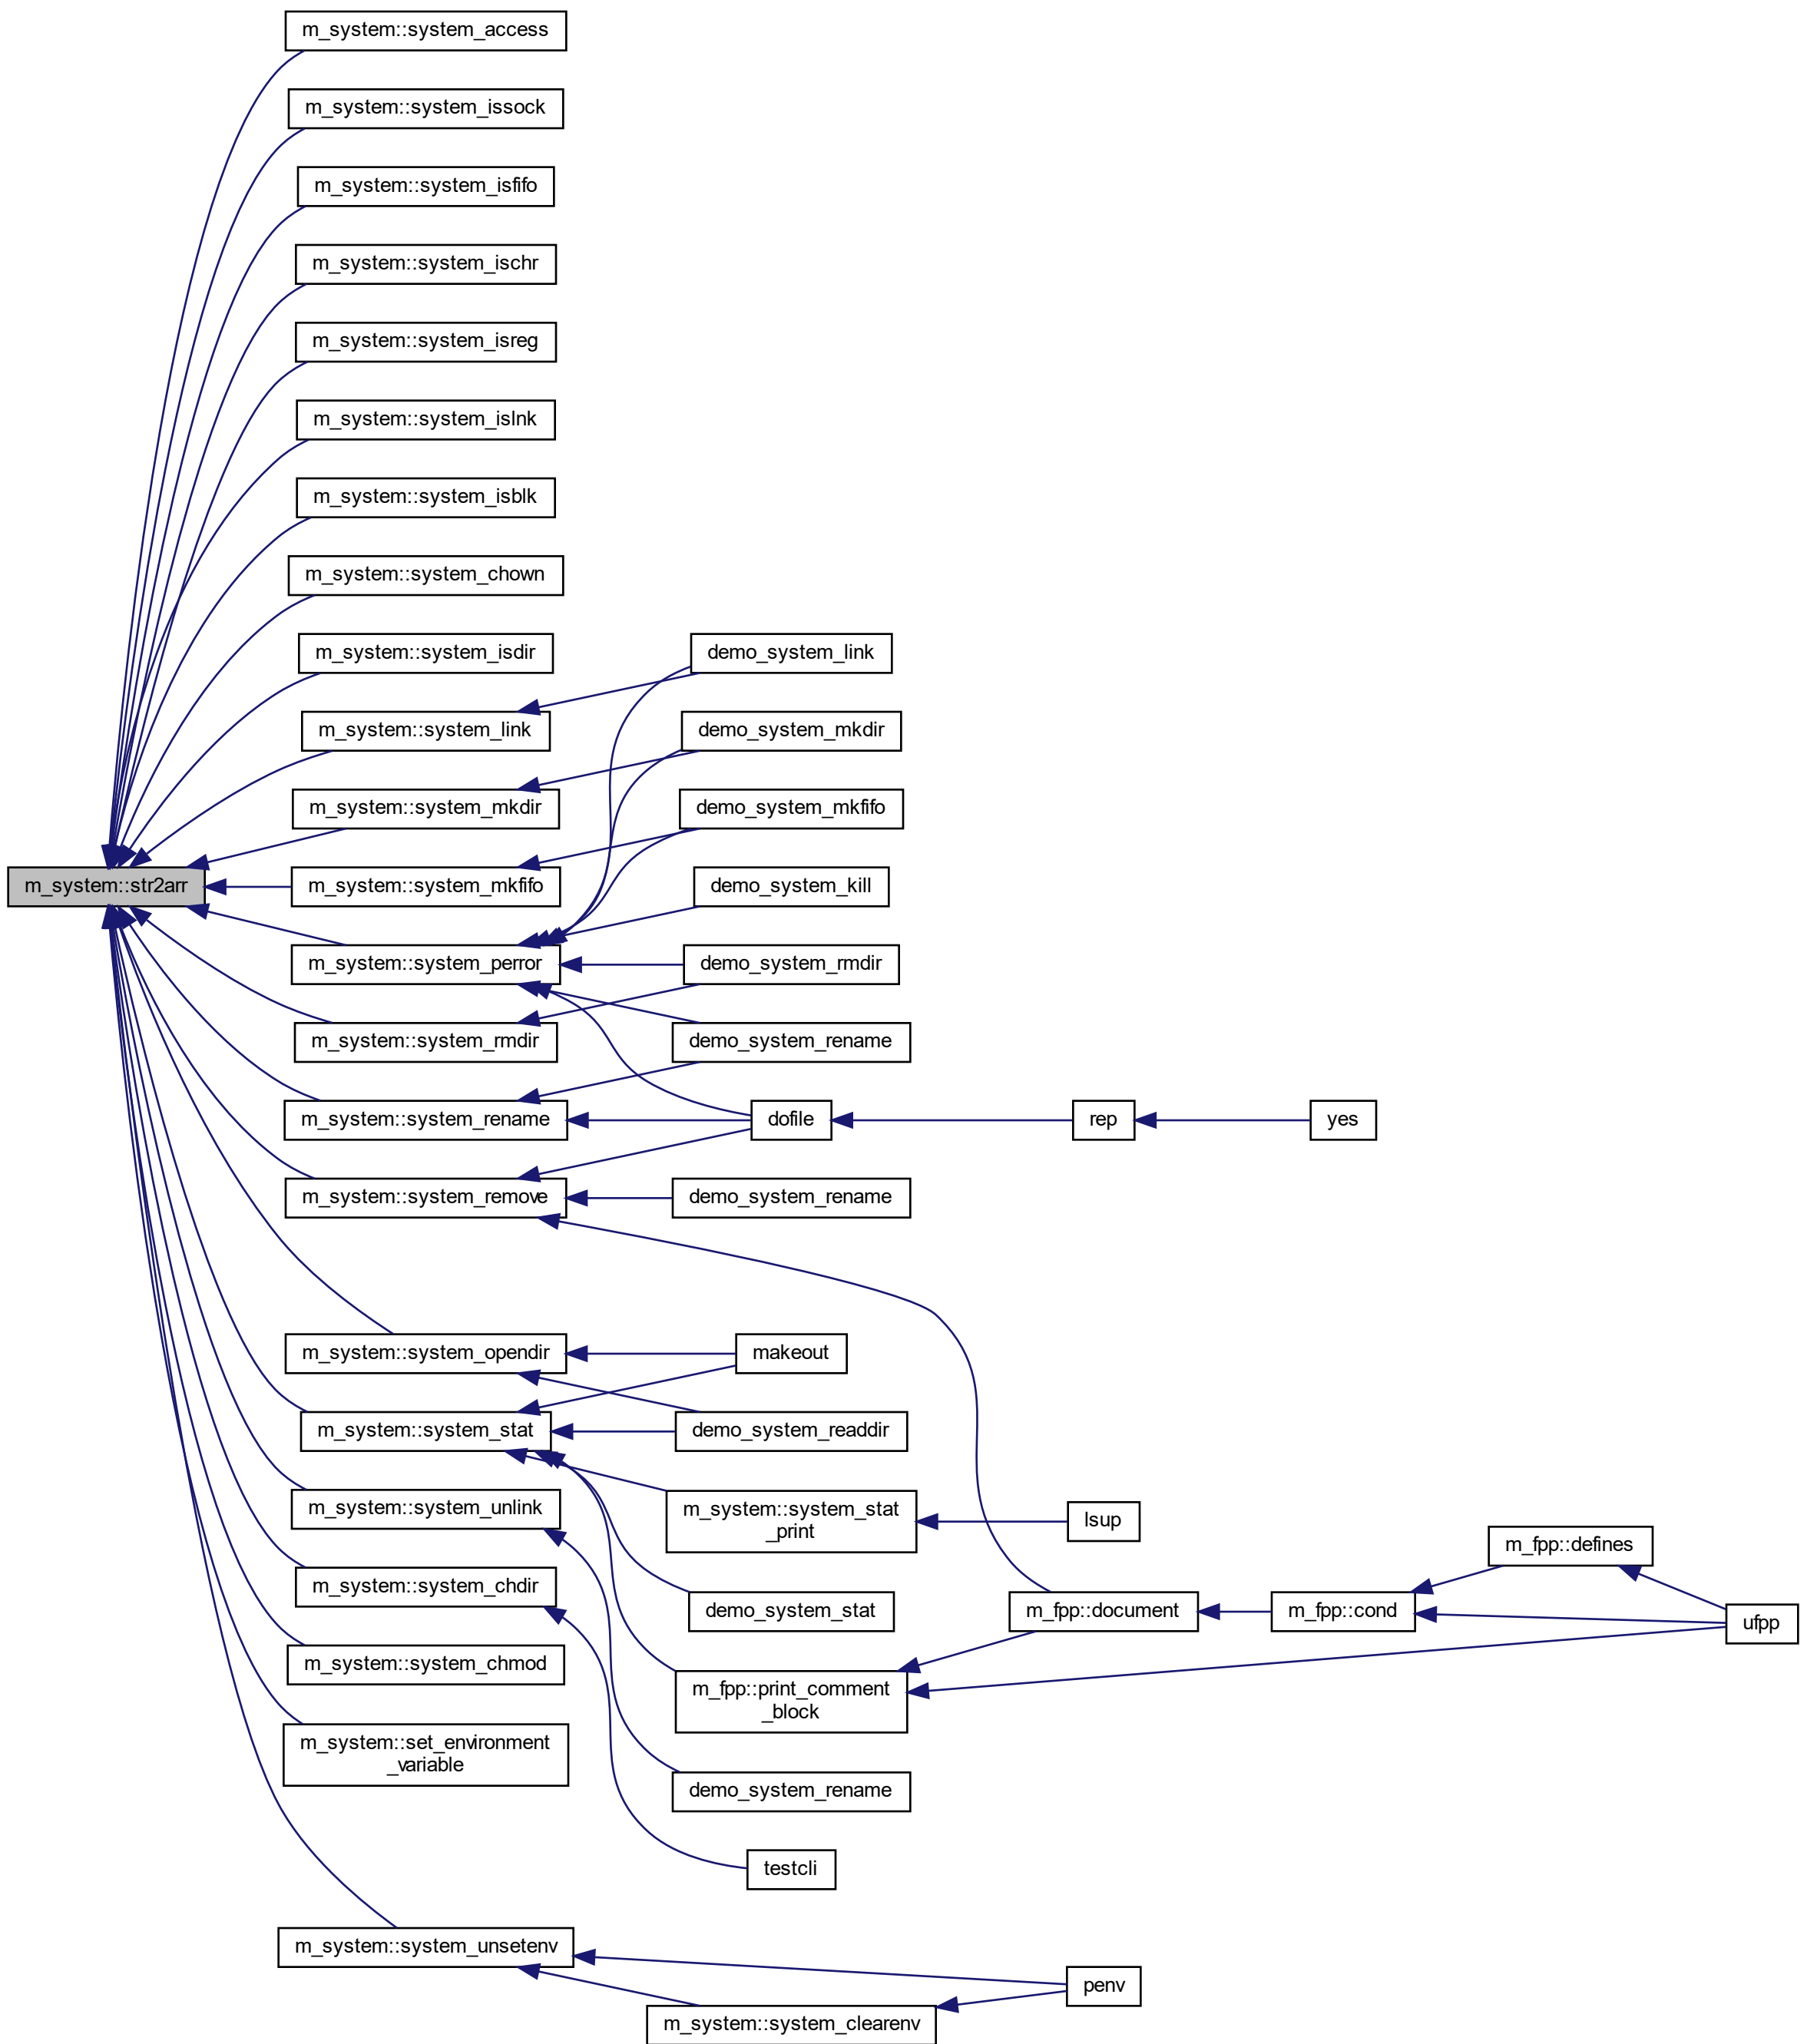 m_system::system_access
m_system::system_issock
m_system::system_isfifo
m_system::system_ischr
m_system::system_isreg
m_system::system_islnk
m_system::system_isblk
m_system::system_chown
m_system::system_isdir
demo_system_link
m_system::system_link
demo_system_mkdir
m_system::system_mkdir
demo_system_mkfifo
m_system::str2arr
m_system::system_mkfifo
demo_system_kill
m_system::system_perror
demo_system_rmdir
m_system::system_rmdir
demo_system_rename
m_system::system_rename
dofile
rep
yes
m_system::system_remove
demo_system_rename
m_system::system_opendir
makeout
m_system::system_stat
demo_system_readdir
m_system::system_unlink
m_system::system_stat
_print
lsup
m_fpp::defines
m_system::system_chdir
demo_system_stat
m_fpp::document
m_fpp::cond
ufpp
m_system::system_chmod
m_fpp::print_comment
_block
m_system::set_environment
_variable
demo_system_rename
testcli
m_system::system_unsetenv
penv
m_system::system_clearenv